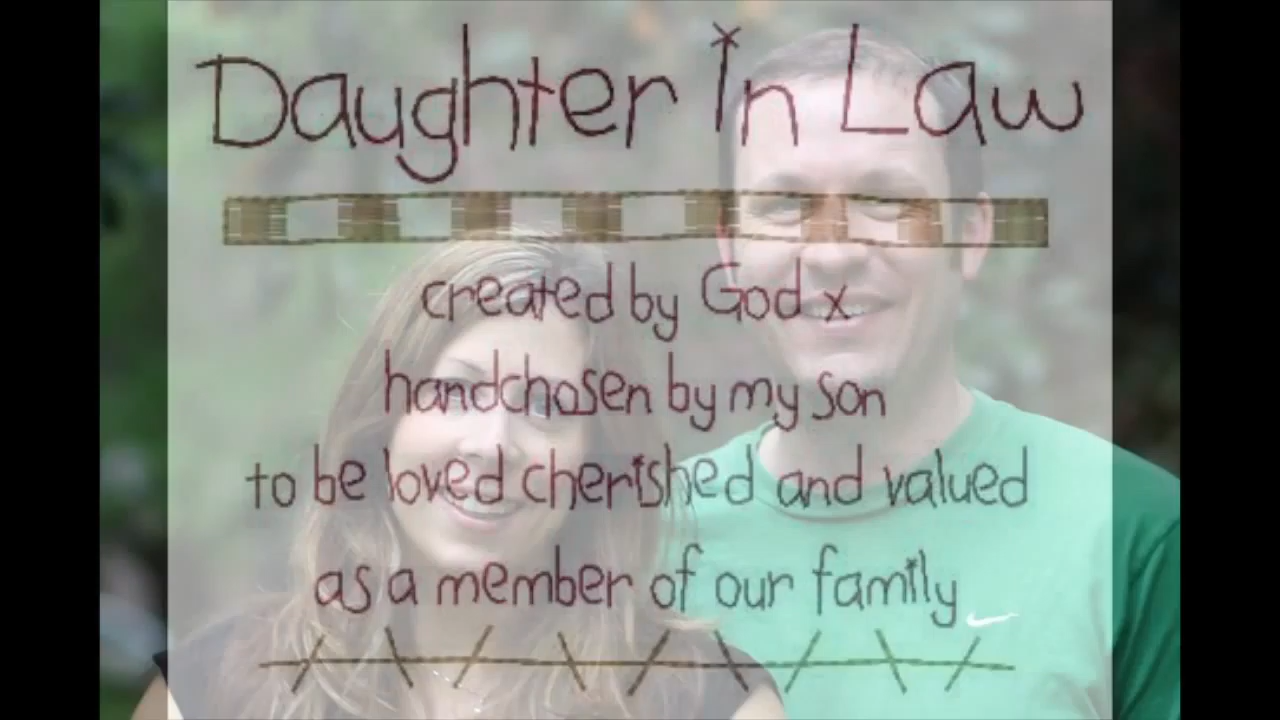 Daughter in Law
created by God x
handchosen by my son
to be loved cherished and valued
as a member of our family